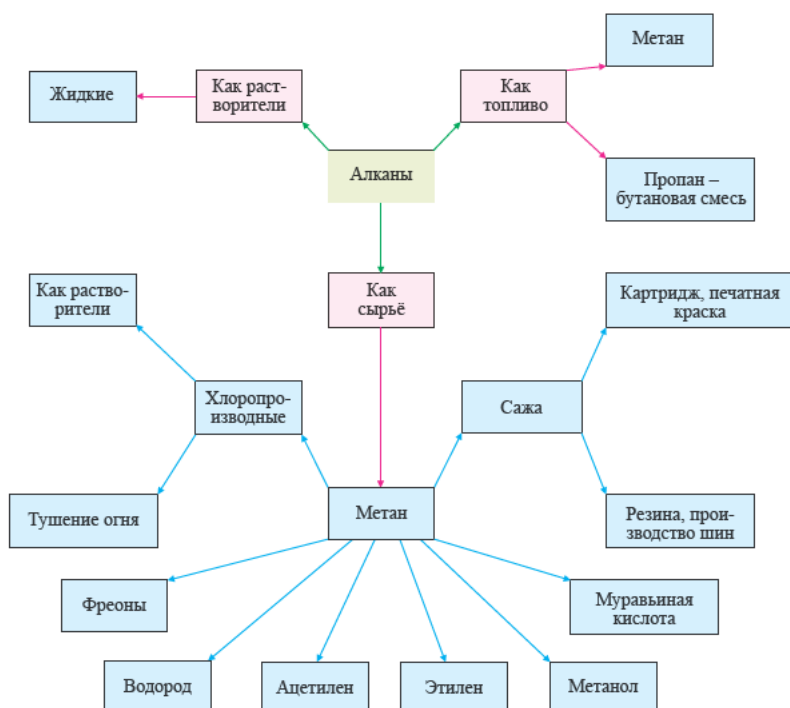 Метан
Жидкие
Как раст-
ворители
Как
топливо
Алканы
Пропан –
бутановая смесь
Как раство-
рители
Как
сырьё
Картридж, печатная
краска
Хлоропро-
изводные
Сажа
Тушение огня
Метан
Резина, прои-
зводство шин
Фреоны
Муравьиная
кислота
Водород
Ацетилен
Этилен
Метанол